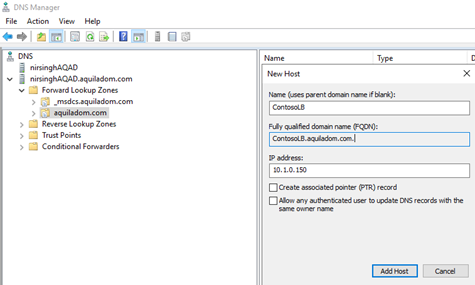 DNS Manager
File Action View Help
DNS
nirsinghAQAD
nirsinghAQAD.aquiladom.com
Forward Lookup Zones
_msdcs.aquiladom.com
aquiladom.com
Reverse Lookup Zones
Trust Points
Conditional Forwarders
Name Type D
New Host
Name (uses parent domain name if blank):
ContosoLB
Fully qualified domain name (FQDN):
ContosoLB.aquiladom.com.
IP address:
10.1.0.150
Create associated pointer (PTR) record
Allow any authenticated user to update DNS records with the
same owner name
Add Host Cancel